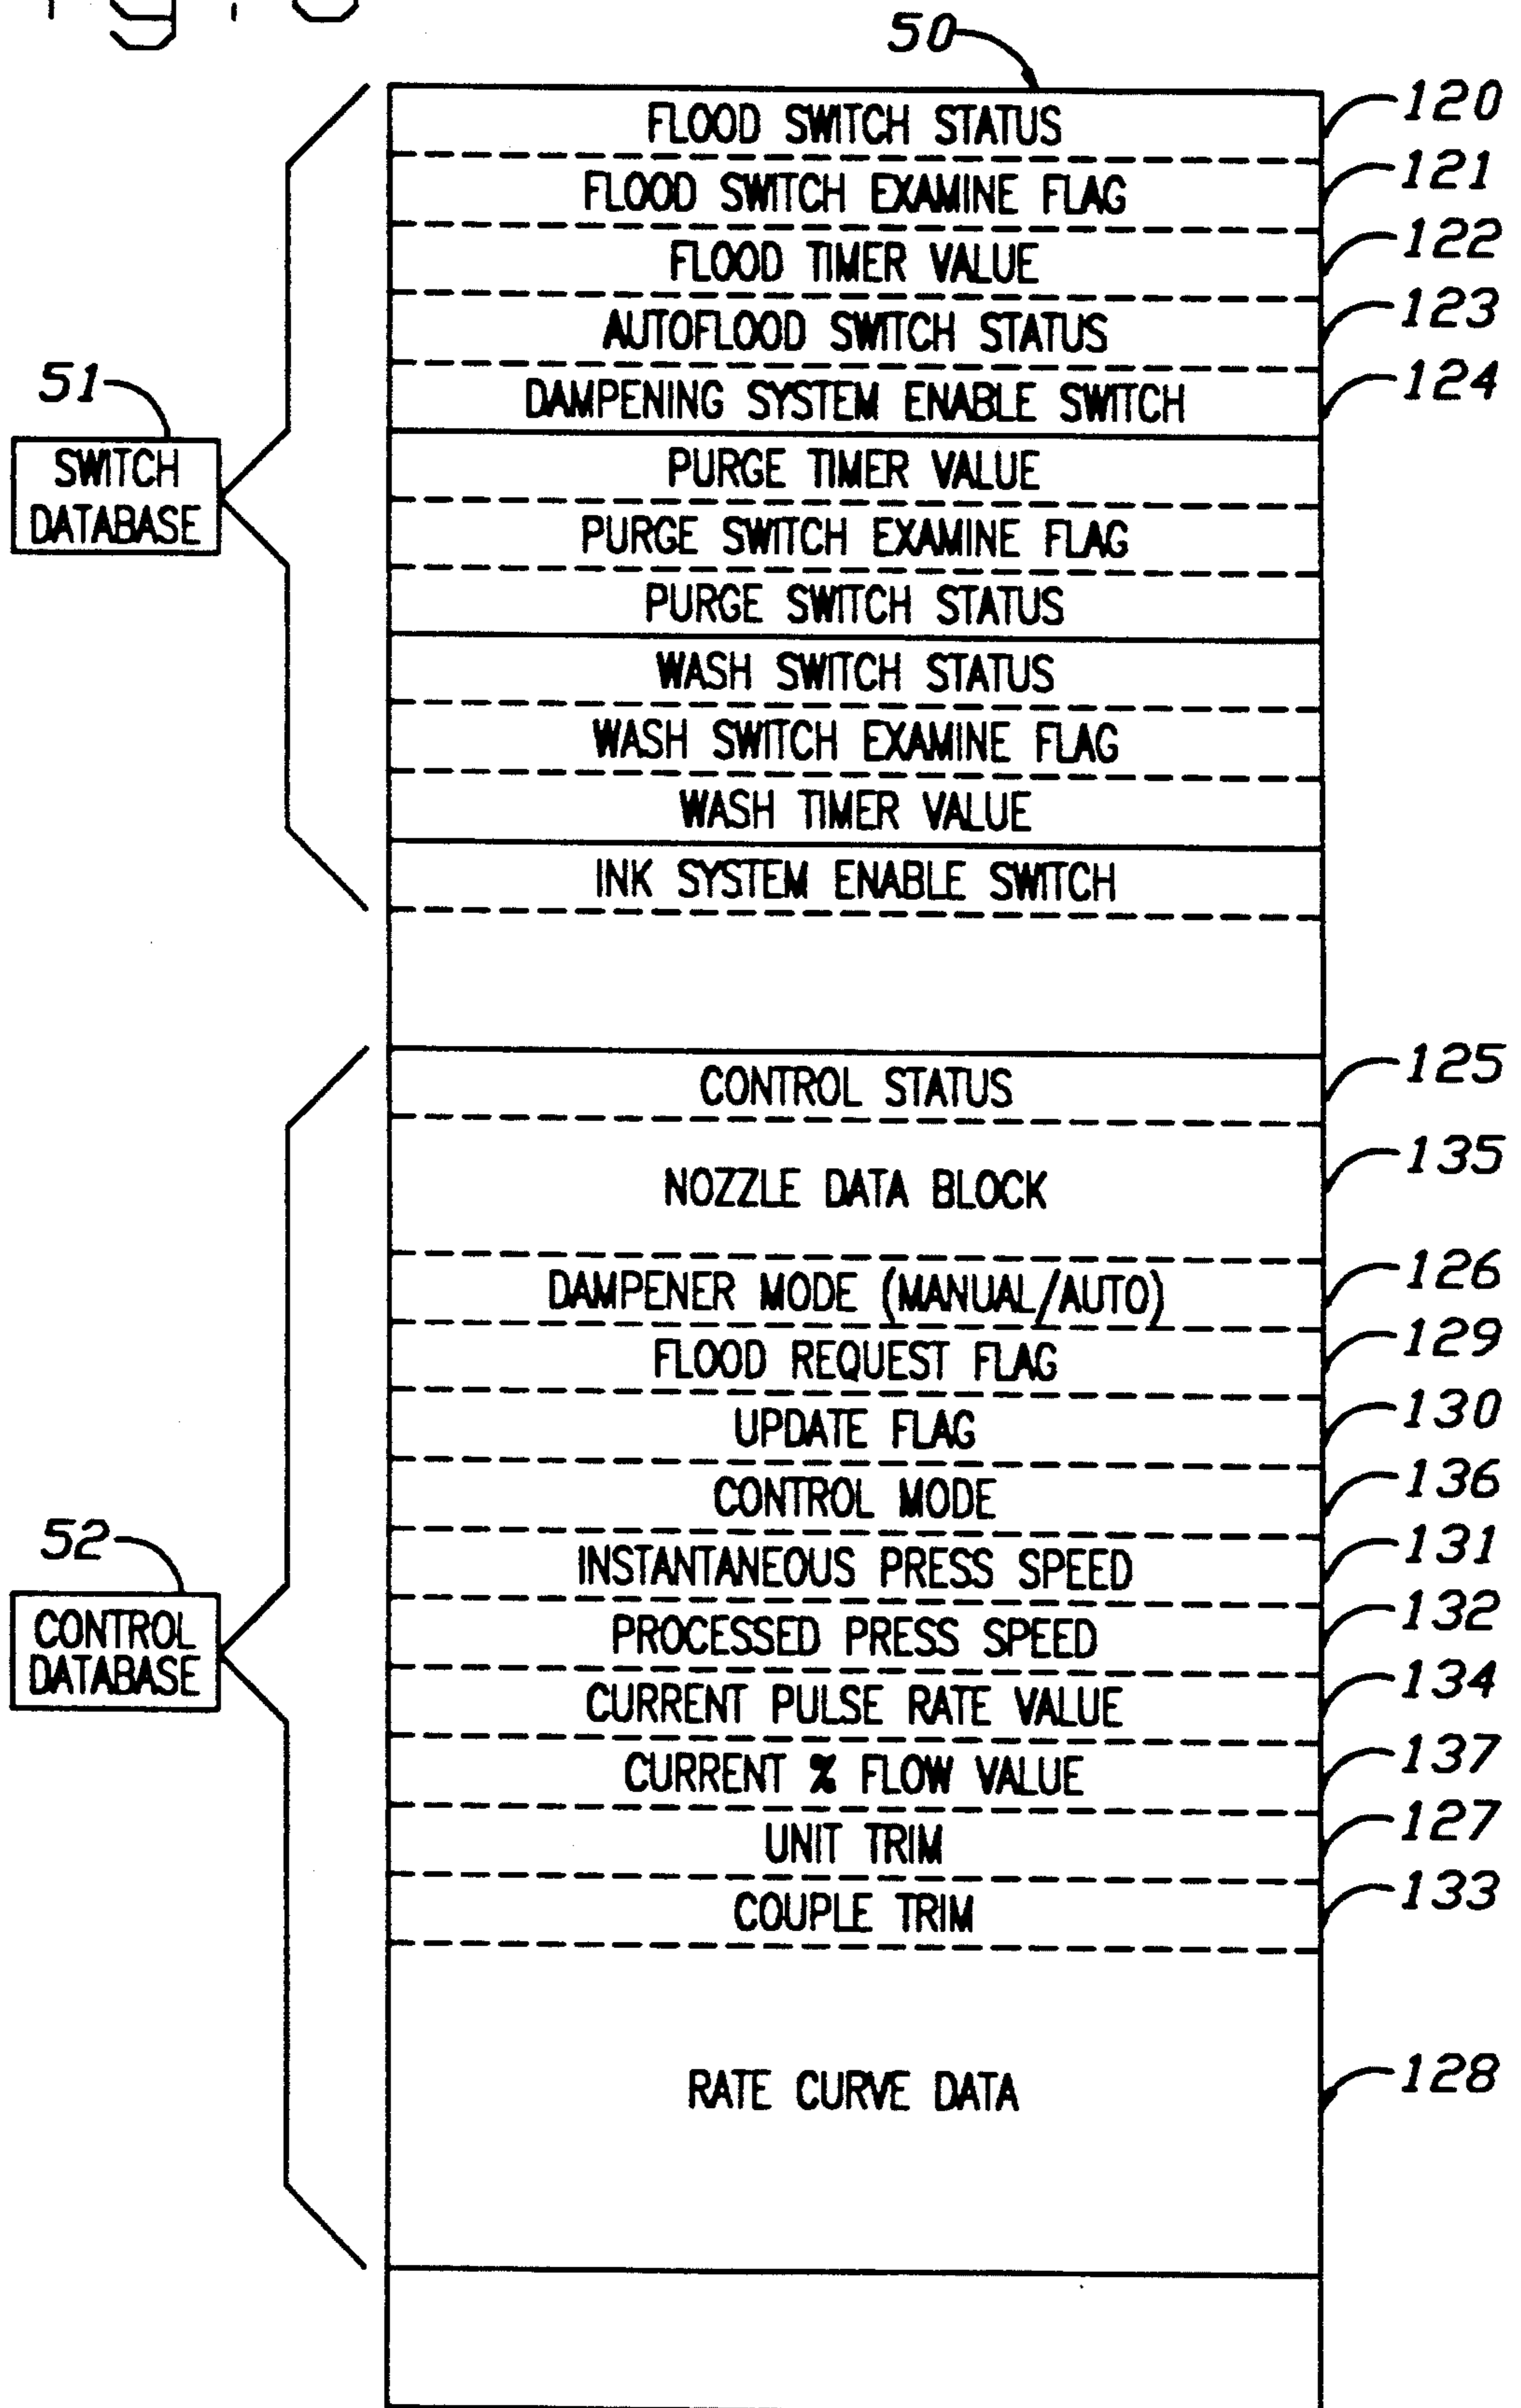 50
FLOOD SWITCH STATUS 120
FLOOD SWITCH EXAMINE FLAG 121
FLOOD TIMER VALUE 122
AUTOFLOOD SWITCH STATUS 123
DAMPENING SYSTEM ENABLE SWITCH 124
51
SWITCH
DATABASE
PURGE TIMER VALUE
PURGE SWITCH EXAMINE FLAG
PURGE SWITCH STATUS
WASH SWITCH STATUS
WASH SWITCH EXAMINE FLAG
WASH TIMER VALUE
INK SYSTEM ENABLE SWITCH
CONTROL STATUS 125
NOZZLE DATA BLOCK 135
DAMPENER MODE (MANUAL/AUTO) 126
FLOOD REQUEST FLAG 129
UPDATE FLAG 130
CONTROL MODE 136
52
CONTROL
DATABASE
INSTANTANEOUS PRESS SPEED 131
PROCESSED PRESS SPEED 132
CURRENT PULSE RATE VALUE 134
CURRENT % FLOW VALUE 137
UNIT TRIM 127
COUPLE TRIM 133
RATE CURVE DATA 128